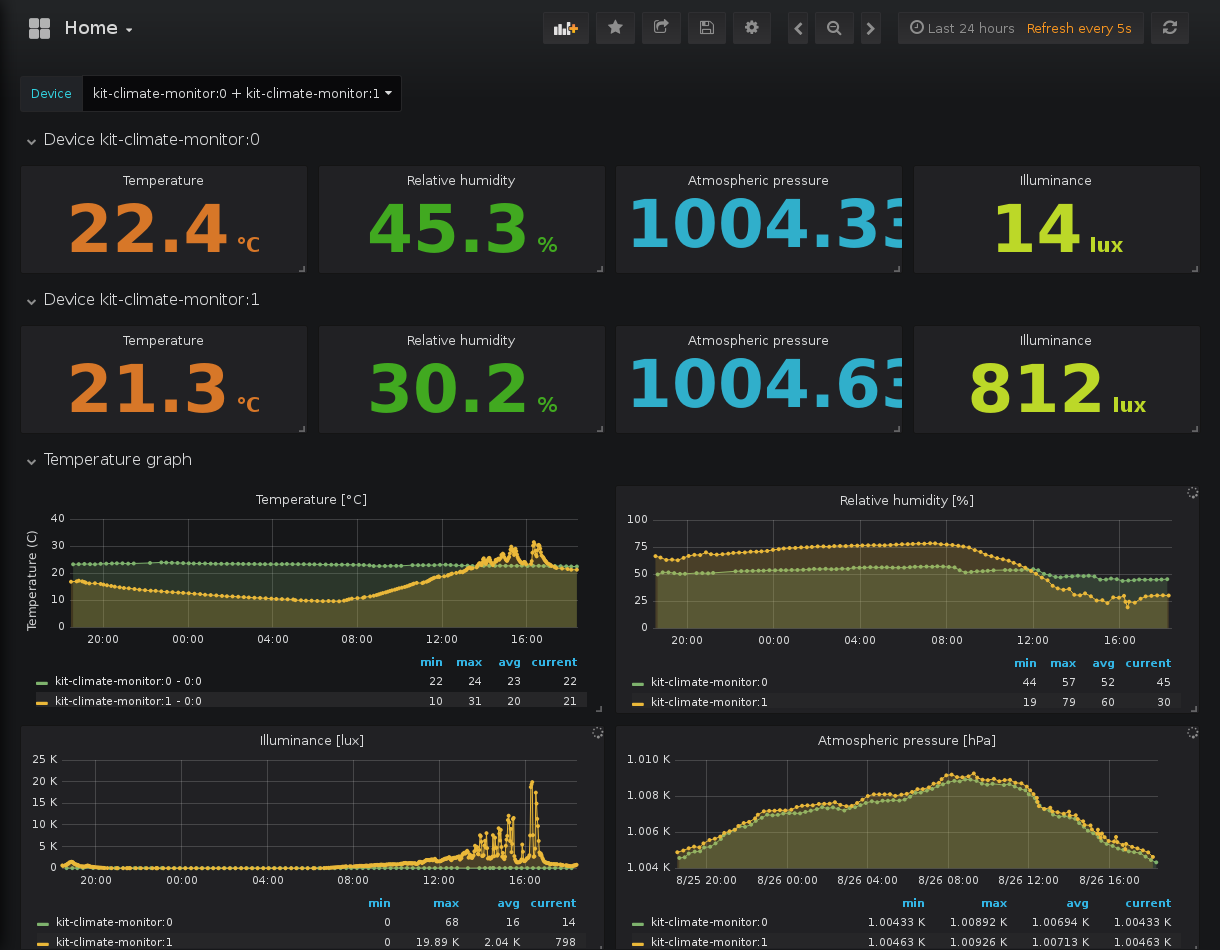 Home
Last 24 hours Refresh every 5s
Device kit-climate-monitor:0 + kit-climate-monitor:1
Device kit-climate-monitor:0
Temperature Relative humidity Atmospheric pressure Illuminance
22.4 °C 45.3 % 1004.33 14 lux
Device kit-climate-monitor:1
Temperature Relative humidity Atmospheric pressure Illuminance
21.3 °C 30.2 % 1004.63 812 lux
Temperature graph
Temperature [°C]
Temperature (C)
40
30
20
10
0
20:00 00:00 04:00 08:00 12:00 16:00
min max avg current
kit-climate-monitor:0 - 0:0 22 24 23 22
kit-climate-monitor:1 - 0:0 10 31 20 21
Relative humidity [%]
100
75
50
25
0
20:00 00:00 04:00 08:00 12:00 16:00
min max avg current
kit-climate-monitor:0 44 57 52 45
kit-climate-monitor:1 19 79 60 30
Illuminance [lux]
25 K
20 K
15 K
10 K
5 K
0
20:00 00:00 04:00 08:00 12:00 16:00
min max avg current
kit-climate-monitor:0 0 68 16 14
kit-climate-monitor:1 0 19.89 K 2.04 K 798
Atmospheric pressure [hPa]
1.010 K
1.008 K
1.006 K
1.004 K
8/25 20:00 8/26 00:00 8/26 04:00 8/26 08:00 8/26 12:00 8/26 16:00
min max avg current
kit-climate-monitor:0 1.00433 K 1.00892 K 1.00694 K 1.00433 K
kit-climate-monitor:1 1.00463 K 1.00926 K 1.00713 K 1.00463 K